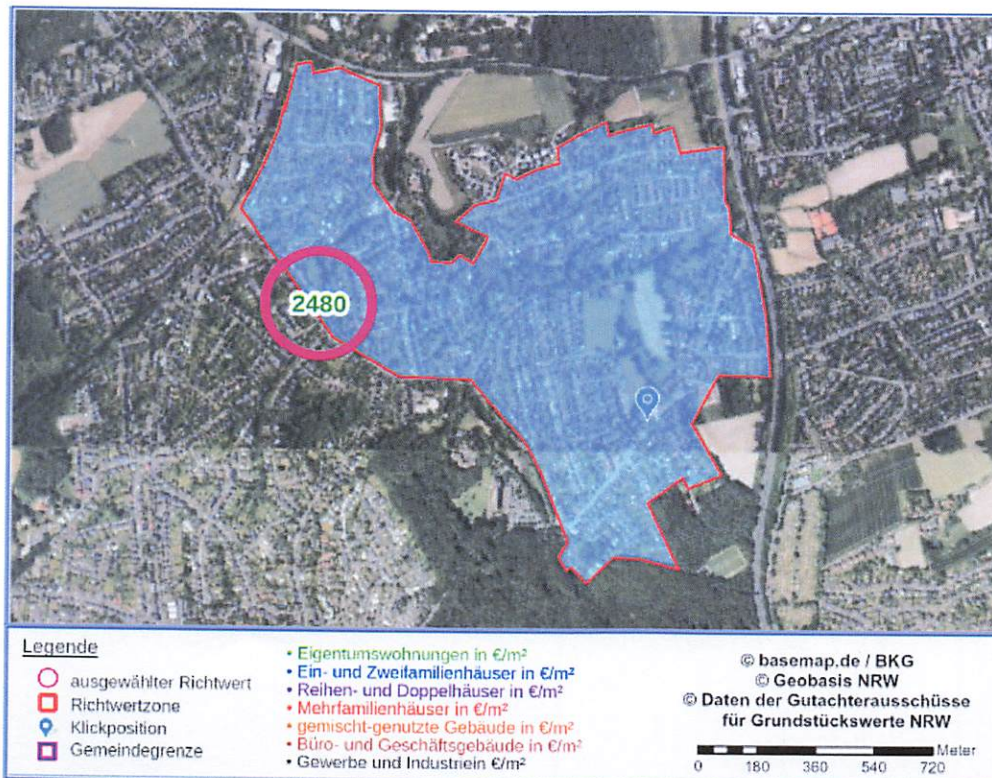 2480
Legende
ausgewählter Richtwert
Richtwertzone
Klickposition
Gemeindegrenze
• Eigentumswohnungen in €/m²
• Ein- und Zweifamilienhäuser in €/m²
• Reihen- und Doppelhäuser in €/m²
• Mehrfamilienhäuser in €/m²
• gemischt-genutzte Gebäude in €/m²
• Büro- und Geschäftsgebäude in €/m²
• Gewerbe und Industriein €/m²
© basemap.de / BKG
© Geobasis NRW
© Daten der Gutachterausschüsse
für Grundstückswerte NRW
Meter
0 180 360 540 720